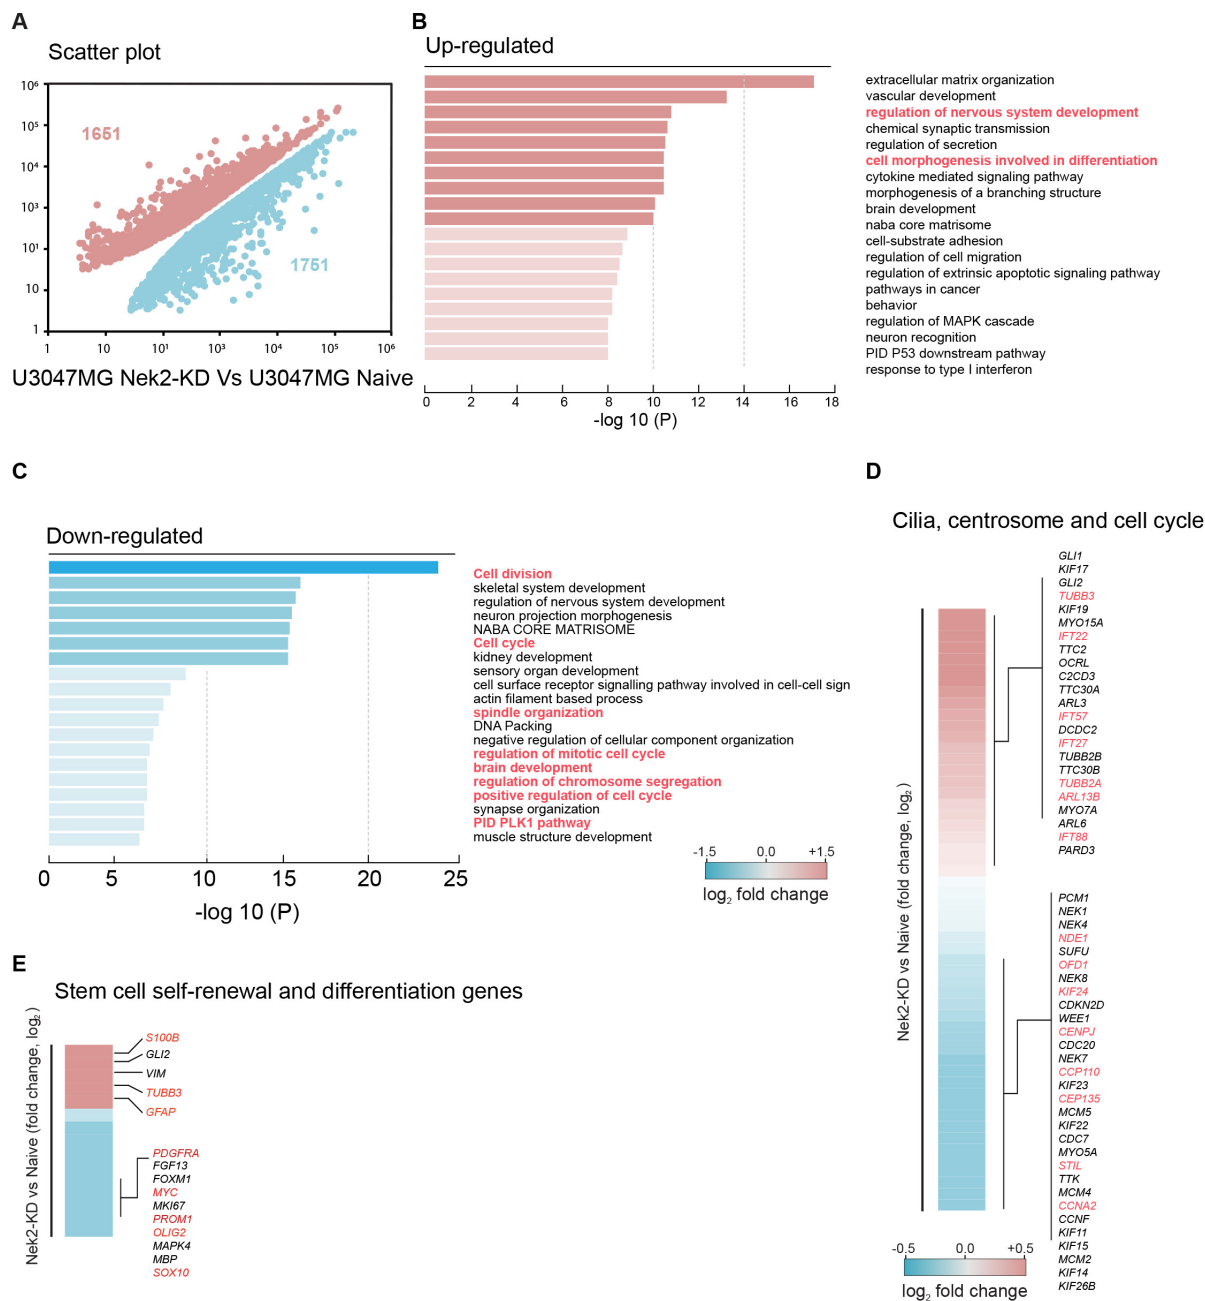 A
Scatter plot
10⁶
10⁵
10⁴
10³
10¹
10
1
1651
1751
1
10
10¹
10³
10⁴
10⁵
10⁶
U3047MG Nek2-KD Vs U3047MG Naive
B
Up-regulated
extracellular matrix organization
vascular development
regulation of nervous system development
chemical synaptic transmission
regulation of secretion
cell morphogenesis involved in differentiation
cytokine mediated signaling pathway
morphogenesis of a branching structure
brain development
naba core matrisome
cell-substrate adhesion
regulation of cell migration
regulation of extrinsic apoptotic signaling pathway
pathways in cancer
behavior
regulation of MAPK cascade
neuron recognition
PID P53 downstream pathway
response to type I interferon
0 2 4 6 8 10 12 14 16 18
-log 10 (P)
C
Down-regulated
Cell division
skeletal system development
regulation of nervous system development
neuron projection morphogenesis
NABA CORE MATRISOME
Cell cycle
kidney development
sensory organ development
cell surface receptor signalling pathway involved in cell-cell sign
actin filament based process
spindle organization
DNA Packing
negative regulation of cellular component organization
regulation of mitotic cell cycle
brain development
regulation of chromosome segregation
positive regulation of cell cycle
synapse organization
PID PLK1 pathway
muscle structure development
0 5 10 15 20 25
-log 10 (P)
-1.5 0.0 +1.5
log₂ fold change
D
Cilia, centrosome and cell cycle
Nek2-KD vs Naive (fold change, log₂)
GLI1
KIF17
GLI2
TUBB3
KIF19
MYO15A
IFT22
TTC2
OCRL
C2CD3
TTC30A
ARL3
IFT57
DCDC2
IFT27
TUBB2B
TTC30B
TUBB2A
ARL13B
MYO7A
ARL6
IFT88
PARD3
PCM1
NEK1
NEK4
NDE1
SUFU
OFD1
NEK8
KIF24
CDKN2D
WEE1
CENPJ
CDC20
NEK7
CCP110
KIF23
CEP135
MCM5
KIF22
CDC7
MYO5A
STIL
TTK
MCM4
CCNA2
CCNF
KIF11
KIF15
MCM2
KIF14
KIF26B
-0.5 0.0 +0.5
log₂ fold change
E
Stem cell self-renewal and differentiation genes
Nek2-KD vs Naive (fold change, log₂)
S100B
GLI2
VIM
TUBB3
GFAP
PDGFRA
FGF13
FOXM1
MYC
MKI67
PROM1
OLIG2
MAPK4
MBP
SOX10